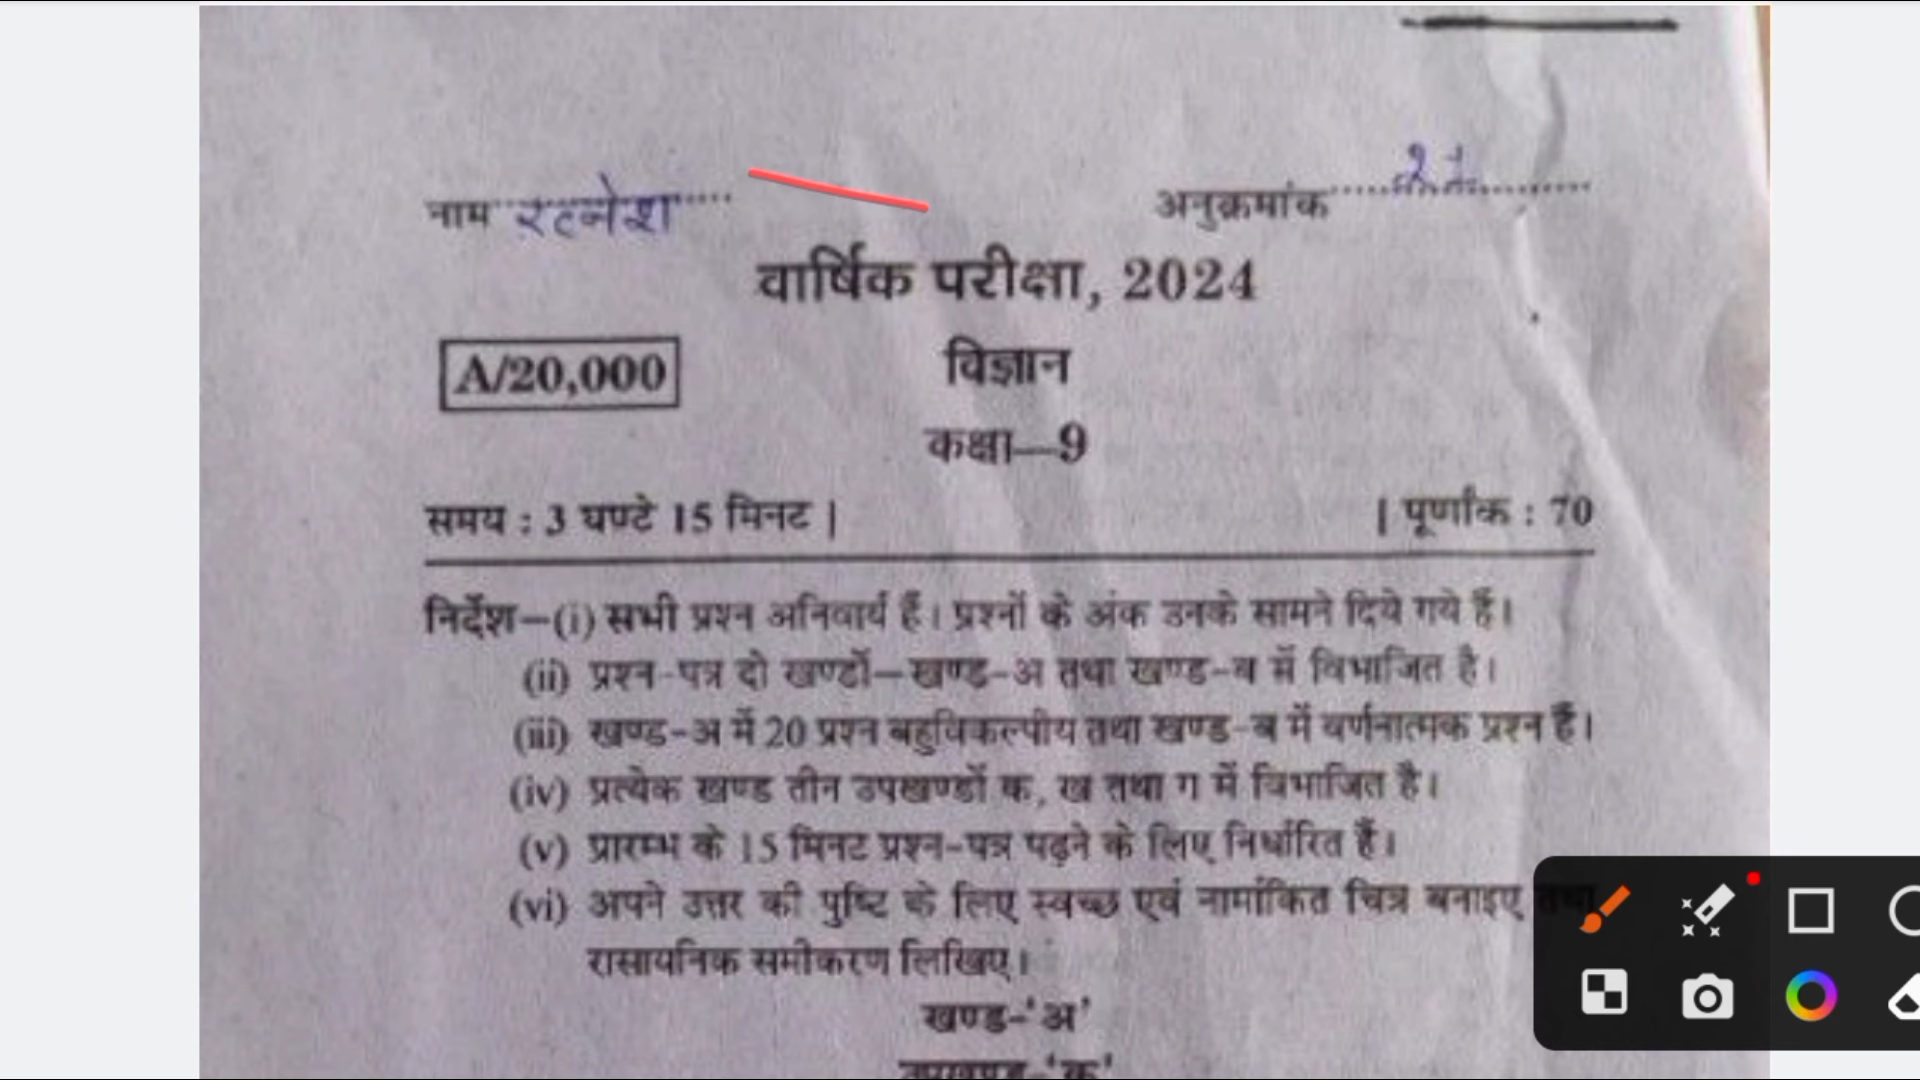 नाम रत्नेश
अनुक्रमांक 21
वार्षिक परीक्षा, 2024
A/20,000
विज्ञान
कक्षा—9
समय : 3 घण्टे 15 मिनट |
| पूर्णांक : 70
निर्देश—(i) सभी प्रश्न अनिवार्य हैं। प्रश्नों के अंक उनके सामने दिये गये हैं।
(ii) प्रश्न-पत्र दो खण्डों—खण्ड-अ तथा खण्ड-ब में विभाजित है।
(iii) खण्ड-अ में 20 प्रश्न बहुविकल्पीय तथा खण्ड-ब में वर्णनात्मक प्रश्न हैं।
(iv) प्रत्येक खण्ड तीन उपखण्डों क, ख तथा ग में विभाजित है।
(v) प्रारम्भ के 15 मिनट प्रश्न-पत्र पढ़ने के लिए निर्धारित हैं।
(vi) अपने उत्तर की पुष्टि के लिए स्वच्छ एवं नामांकित चित्र बनाइए तथा
रासायनिक समीकरण लिखिए।
खण्ड-'अ'
उपखण्ड-'क'